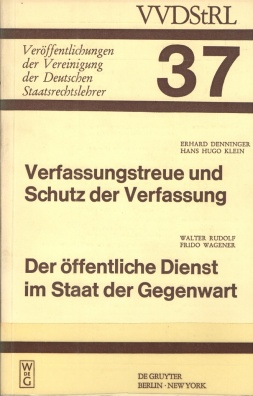 VVDStRL
Veröffentlichungen
der Vereinigung
der Deutschen
Staatsrechtslehrer
37
ERHARD DENNINGER
HANS HUGO KLEIN
Verfassungstreue und
Schutz der Verfassung
WALTER RUDOLF
FRIDO WAGENER
Der öffentliche Dienst
im Staat der Gegenwart
W
DE
G
DE GRUYTER
BERLIN · NEW YORK